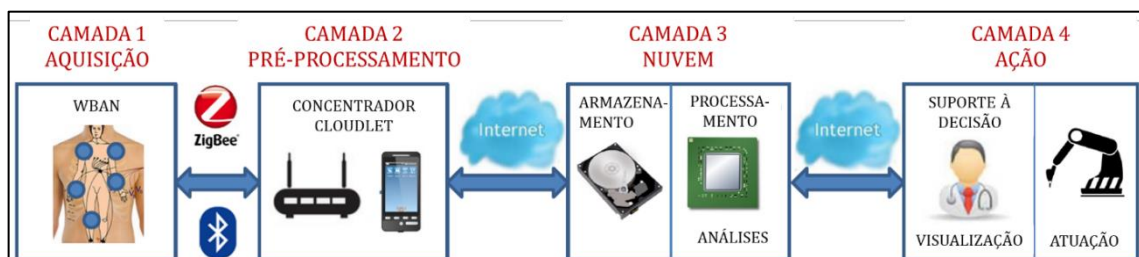 CAMADA 1
AQUISIÇÃO
WBAN
ZigBee
CAMADA 2
PRÉ-PROCESSAMENTO
CONCENTRADOR
CLOUDLET
Internet
CAMADA 3
NUVEM
ARMAZENA-
MENTO
PROCESSA-
MENTO
ANÁLISES
Internet
CAMADA 4
AÇÃO
SUPORTE À
DECISÃO
VISUALIZAÇÃO
ATUAÇÃO